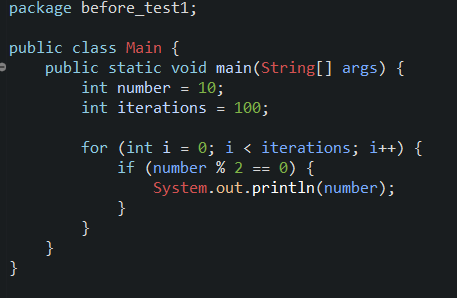 package before_test1;
public class Main {
    public static void main(String[] args) {
        int number = 10;
        int iterations = 100;
        for (int i = 0; i < iterations; i++) {
            if (number % 2 == 0) {
                System.out.println(number);
            }
        }
    }
}